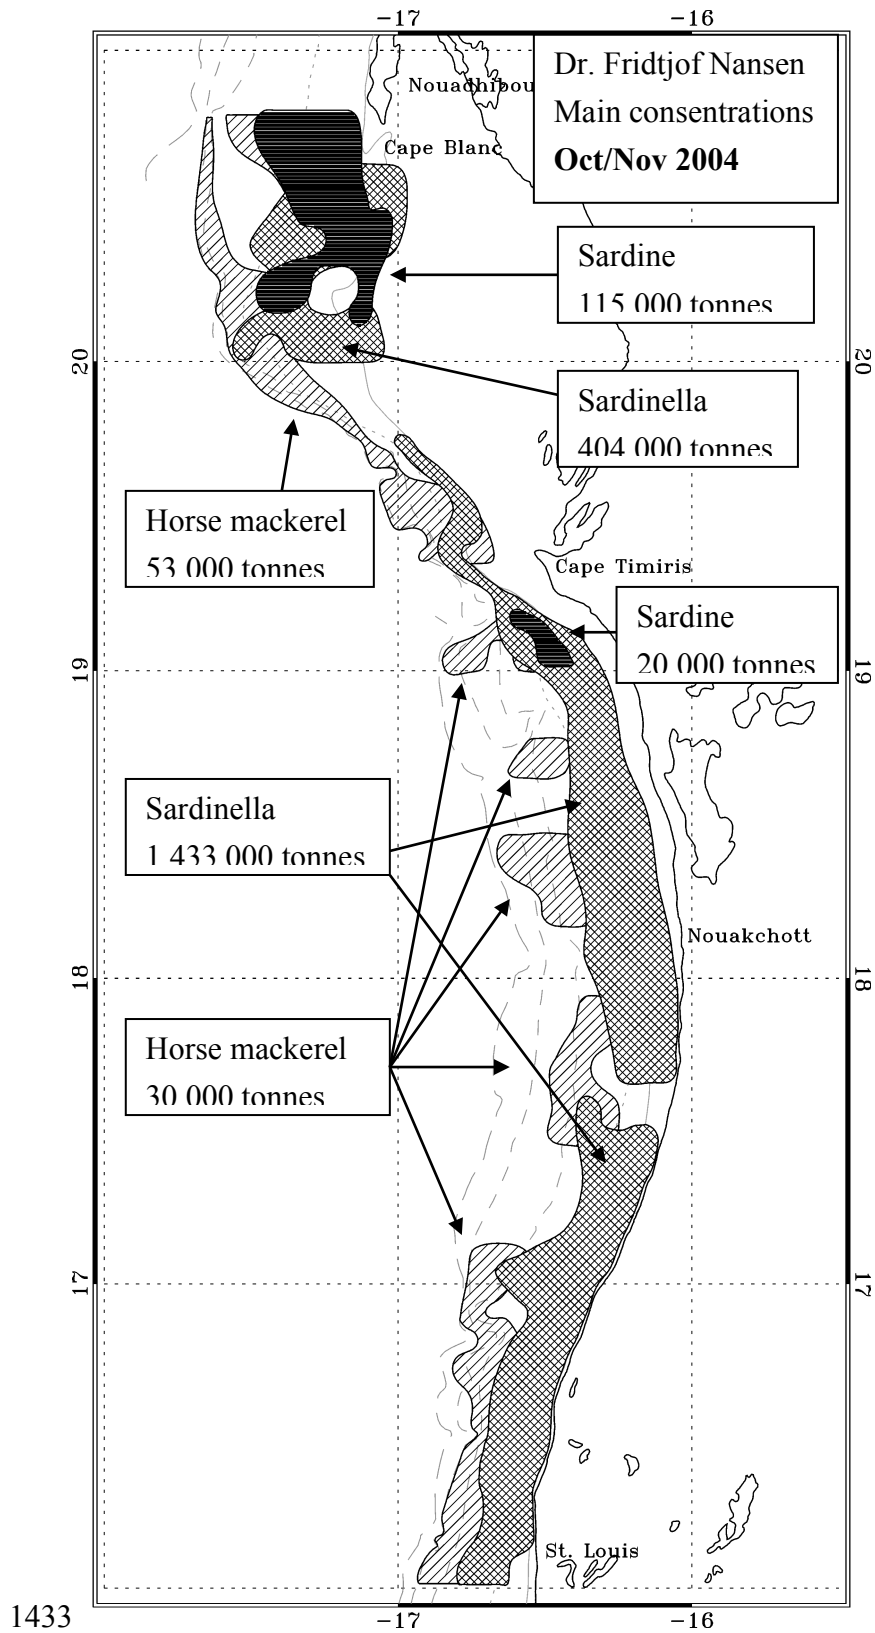 -17
-16
Nouadhibou
Dr. Fridtjof Nansen
Main consentrations
Oct/Nov 2004
Cape Blanc
Sardine
115 000 tonnes
20
20
Sardinella
404 000 tonnes
Horse mackerel
53 000 tonnes
Cape Timiris
Sardine
20 000 tonnes
19
19
Sardinella
1 433 000 tonnes
Nouakchott
18
18
Horse mackerel
30 000 tonnes
17
17
St. Louis
1433
-17
-16